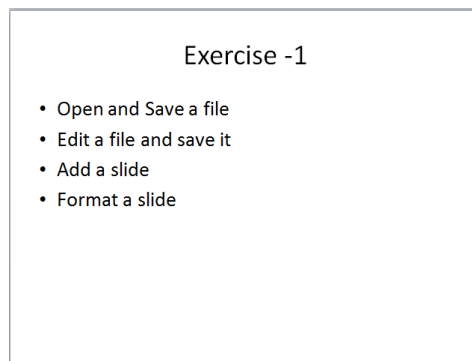 Exercise -1
• Open and Save a file
• Edit a file and save it
• Add a slide
• Format a slide